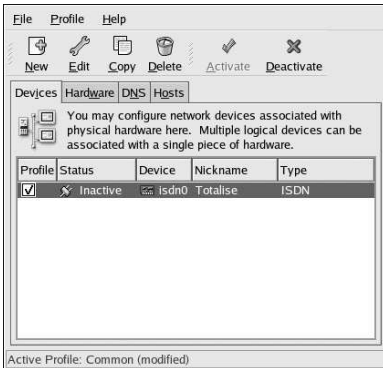 File Profile Help
New Edit Copy Delete Activate Deactivate
Devices Hardware DNS Hosts
You may configure network devices associated with
physical hardware here. Multiple logical devices can be
associated with a single piece of hardware.
Profile Status Device Nickname Type
Inactive isdn0 Totalise ISDN
Active Profile: Common (modified)